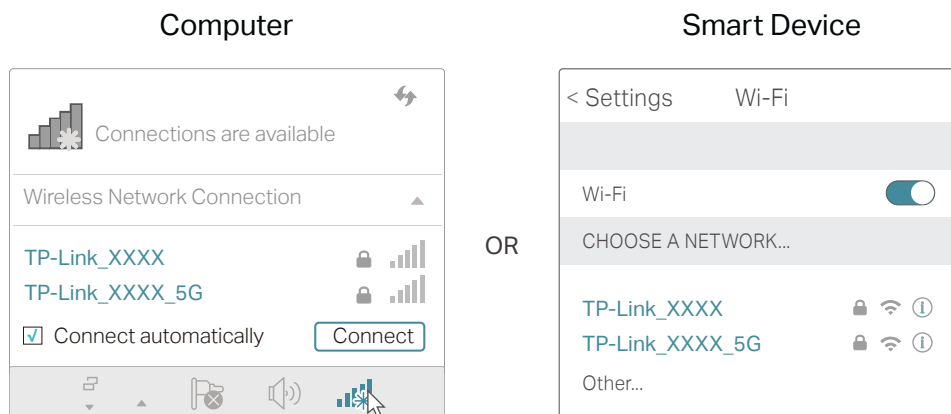 Computer
Connections are available
Wireless Network Connection
TP-Link_XXXX
TP-Link_XXXX_5G
Connect automatically
Connect
OR
Smart Device
< Settings Wi-Fi
Wi-Fi
CHOOSE A NETWORK...
TP-Link_XXXX
TP-Link_XXXX_5G
Other...